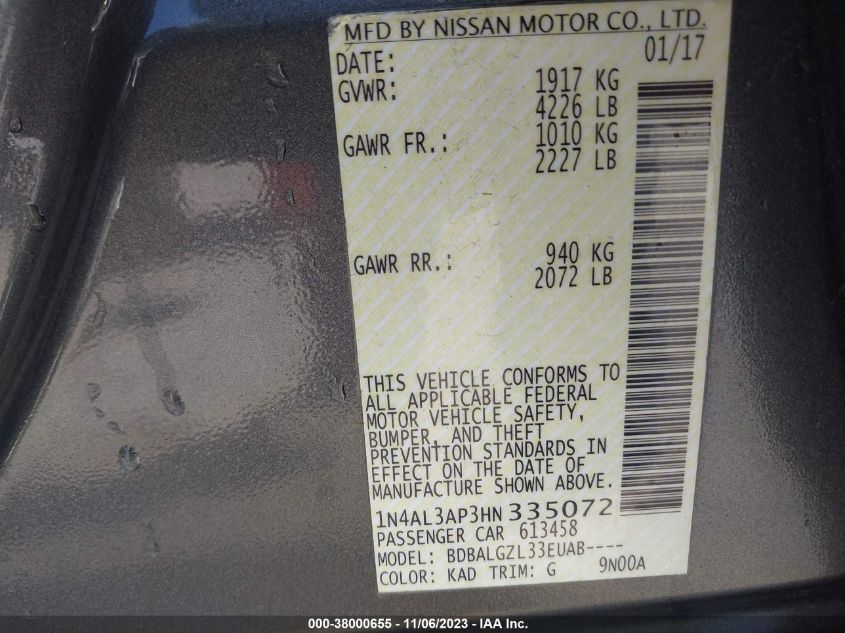 MFD BY NISSAN MOTOR CO., LTD.
DATE: 01/17
GVWR: 1917 KG
4226 LB
GAWR FR.: 1010 KG
2227 LB
GAWR RR.: 940 KG
2072 LB
THIS VEHICLE CONFORMS TO
ALL APPLICABLE FEDERAL
MOTOR VEHICLE SAFETY,
BUMPER, AND THEFT
PREVENTION STANDARDS IN
EFFECT ON THE DATE OF
MANUFACTURE SHOWN ABOVE.
1N4AL3AP3HN335072
PASSENGER CAR 613458
MODEL: BDBALGZL33EUAB----
COLOR: KAD TRIM: G 9N00A
000-38000655 - 11/06/2023 - IAA Inc.